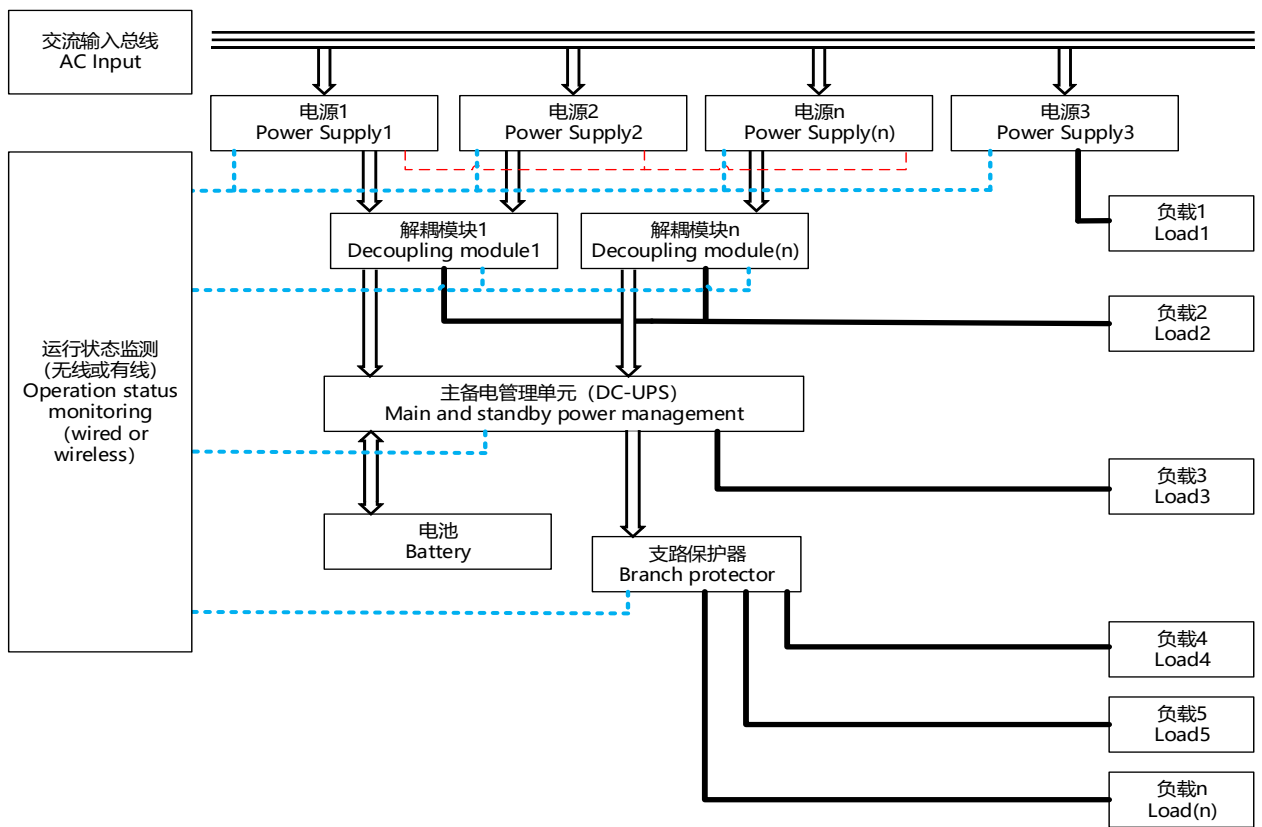 交流输入总线
AC Input
电源1
Power Supply1
电源2
Power Supply2
电源n
Power Supply(n)
电源3
Power Supply3
解耦模块1
Decoupling module1
解耦模块n
Decoupling module(n)
负载1
Load1
负载2
Load2
运行状态监测
(无线或有线)
Operation status
monitoring
(wired or
wireless)
主备电管理单元（DC-UPS）
Main and standby power management
负载3
Load3
电池
Battery
支路保护器
Branch protector
负载4
Load4
负载5
Load5
负载n
Load(n)